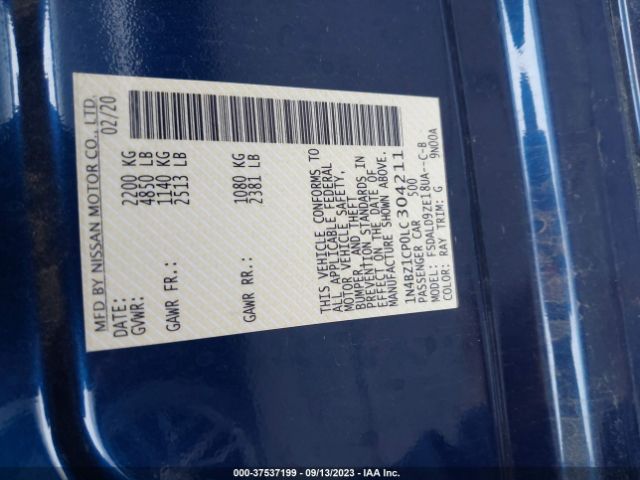 MFD BY NISSAN MOTOR CO., LTD.
DATE: 02/20
GVWR: 2200 KG
4850 LB
GAWR FR.: 1140 KG
2513 LB
GAWR RR.: 1080 KG
2381 LB
THIS VEHICLE CONFORMS TO
ALL APPLICABLE FEDERAL
MOTOR VEHICLE SAFETY,
BUMPER, AND THEFT
PREVENTION STANDARDS IN
EFFECT ON THE DATE OF
MANUFACTURE SHOWN ABOVE.
1N4BZ1CP0LC304211
PASSENGER CAR 500
MODEL: FSDALD9ZE18UA--C-B
COLOR: RAY TRIM: G 9N00A
000-37537199 - 09/13/2023 - IAA Inc.